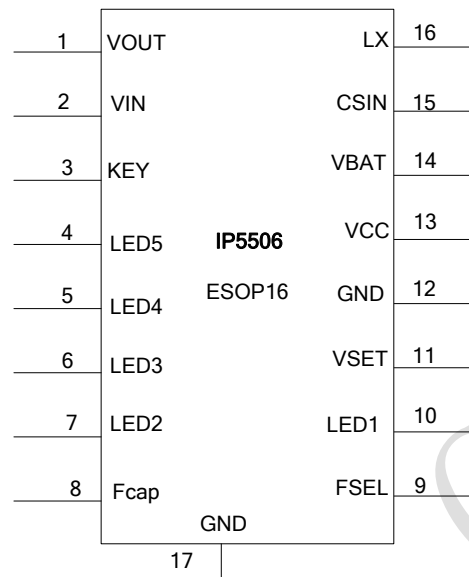 1 VOUT LX 16
2 VIN CSIN 15
3 KEY VBAT 14
4 LED5 IP5506 VCC 13
5 LED4 ESOP16 GND 12
6 LED3 VSET 11
7 LED2 LED1 10
8 Fcap FSEL 9
GND
17